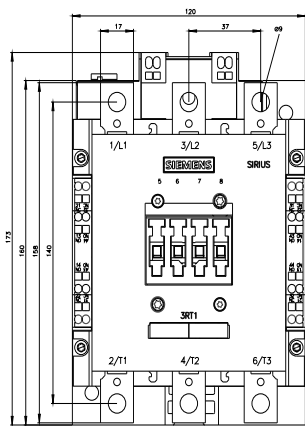 120
17 37 ø9
1/L1 3/L2 5/L3
SIEMENS SIRIUS
5 6 7 8
173
160
158
140
3RT1
2/T1 4/T2 6/T3